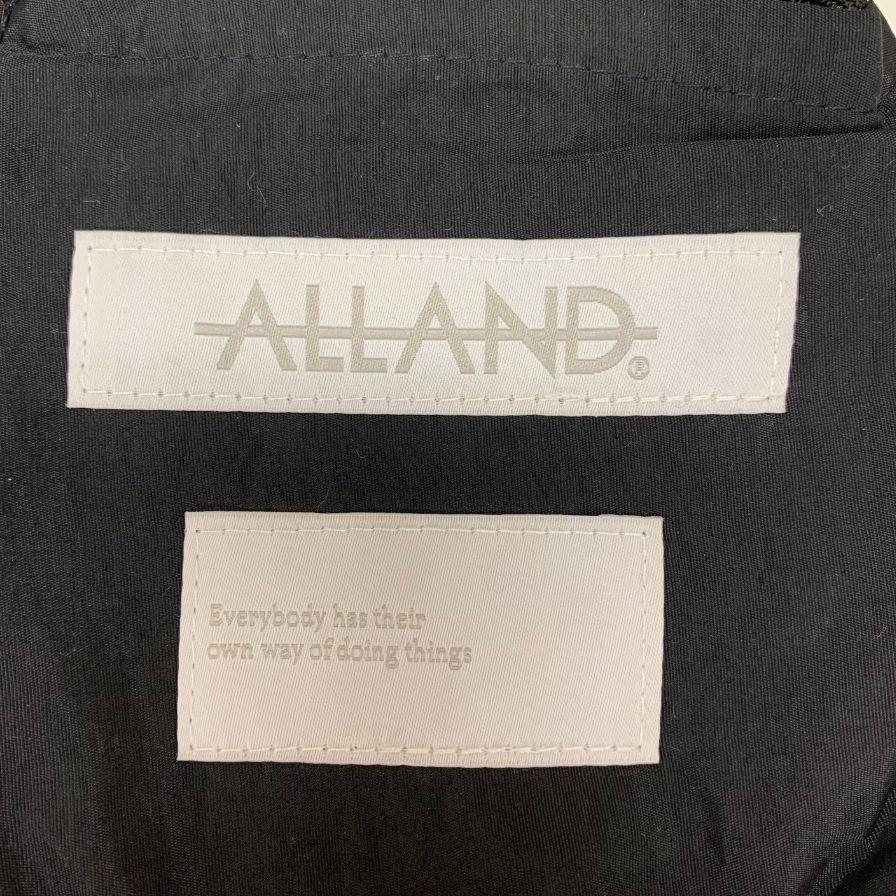 ALLAND®
Everybody has their
own way of doing things